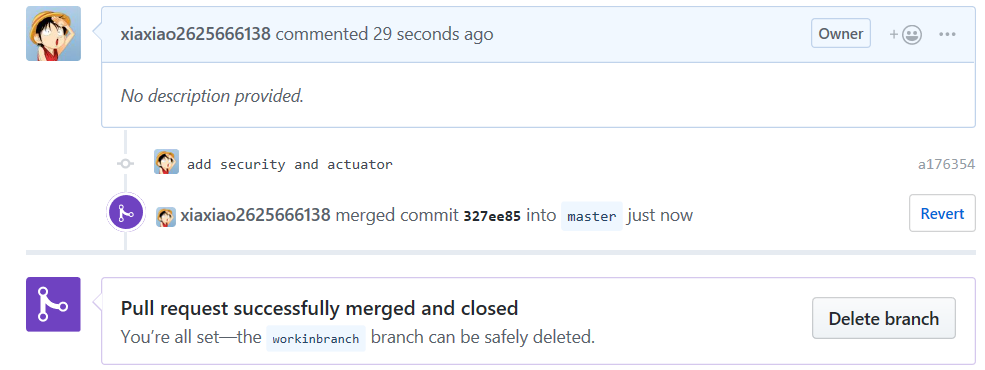 xiaxiao2625666138 commented 29 seconds ago Owner
No description provided.
add security and actuator a176354
xiaxiao2625666138 merged commit 327ee85 into master just now Revert
Pull request successfully merged and closed
You’re all set—the workinbranch branch can be safely deleted.
Delete branch